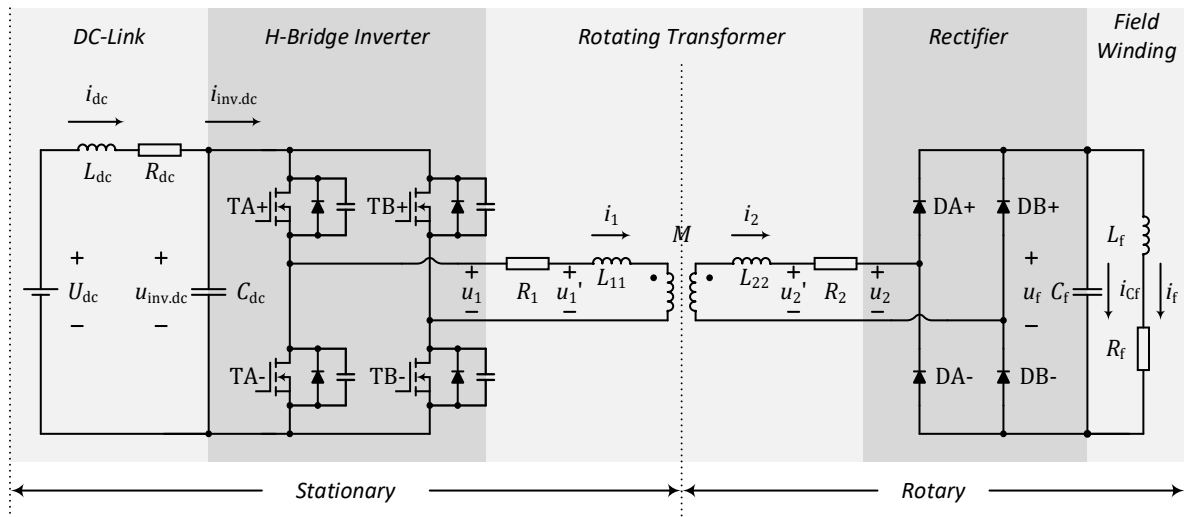 DC-Link
H-Bridge Inverter
Rotating Transformer
Rectifier
Field
Winding
i_dc
i_inv.dc
L_dc
R_dc
TA+
TB+
i_1
M
i_2
DA+
DB+
L_f
+
U_dc
−
+
u_inv.dc
−
C_dc
+
u_1
−
R_1
+
u_1'
−
L_11
L_22
+
u_2'
−
R_2
+
u_2
−
+
u_f
−
C_f
i_Cf
i_f
R_f
TA-
TB-
DA-
DB-
Stationary
Rotary